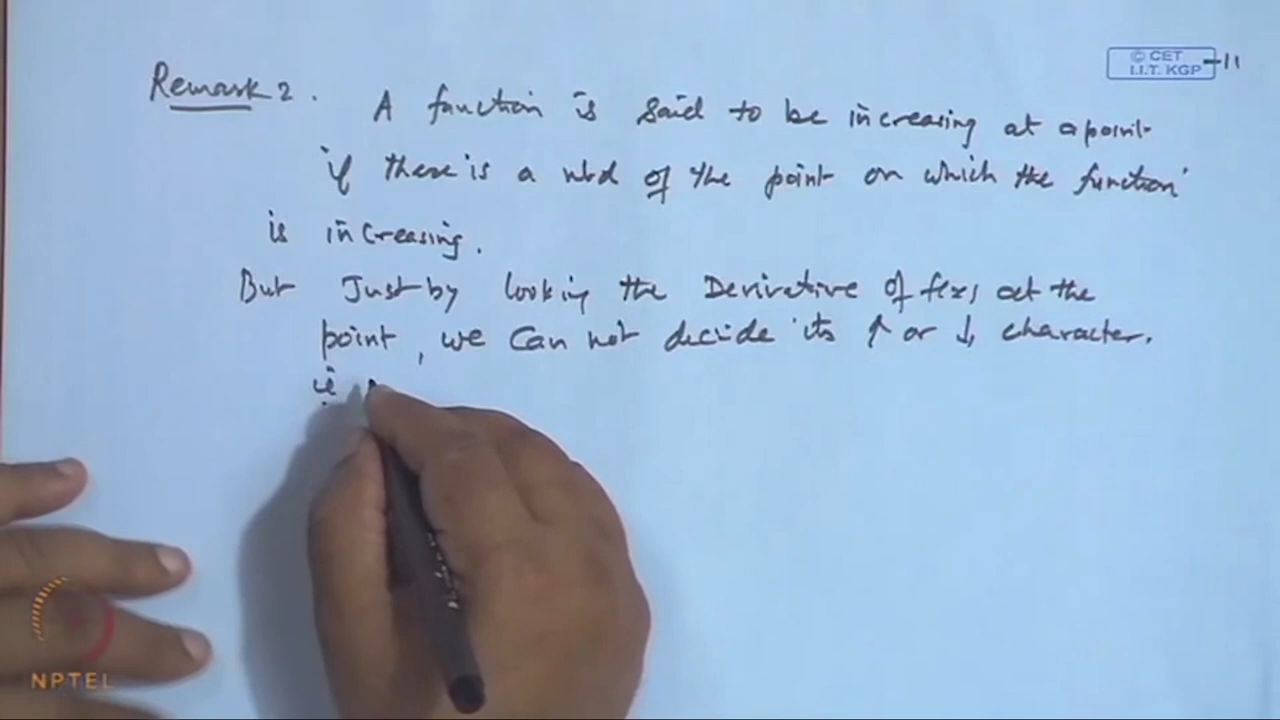 © CET
I.I.T. KGP
11
Remark 2. A function is said to be increasing at a point
if there is a nbd of the point on which the function
is increasing.
But Just by looking the Derivative of f(x) at the
point, we can not decide its ↑ or ↓ character.
ie
NPTEL